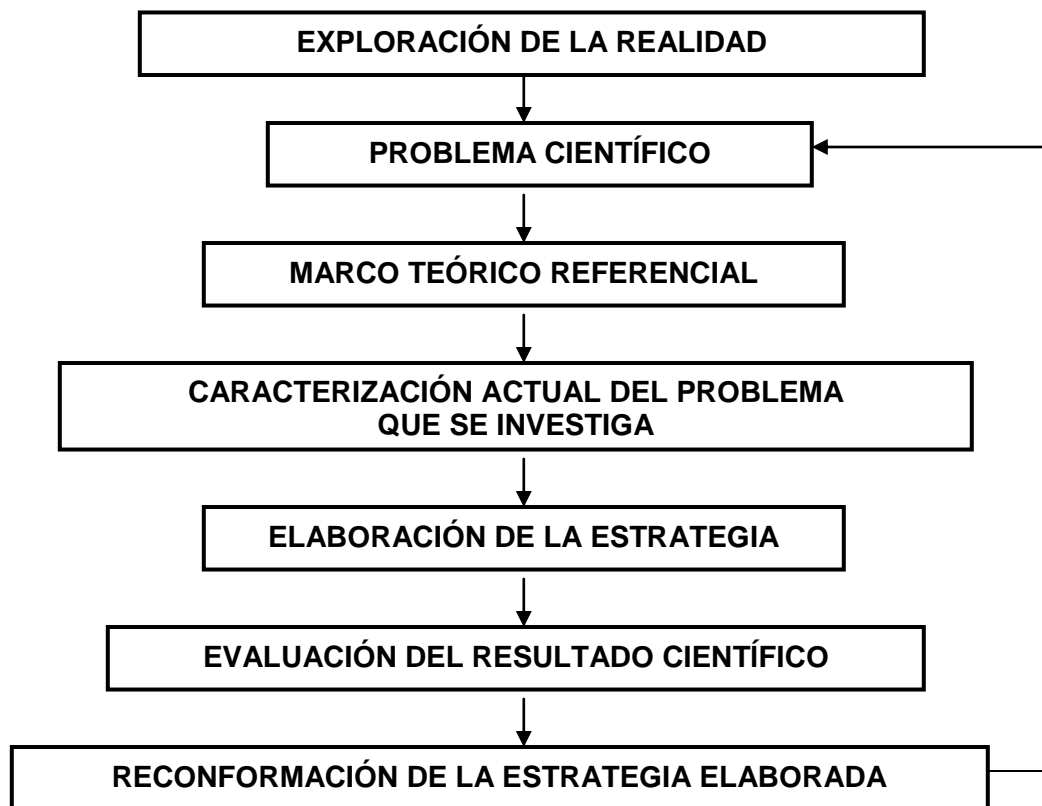 EXPLORACIÓN DE LA REALIDAD
PROBLEMA CIENTÍFICO
MARCO TEÓRICO REFERENCIAL
CARACTERIZACIÓN ACTUAL DEL PROBLEMA
QUE SE INVESTIGA
ELABORACIÓN DE LA ESTRATEGIA
EVALUACIÓN DEL RESULTADO CIENTÍFICO
RECONFORMACIÓN DE LA ESTRATEGIA ELABORADA